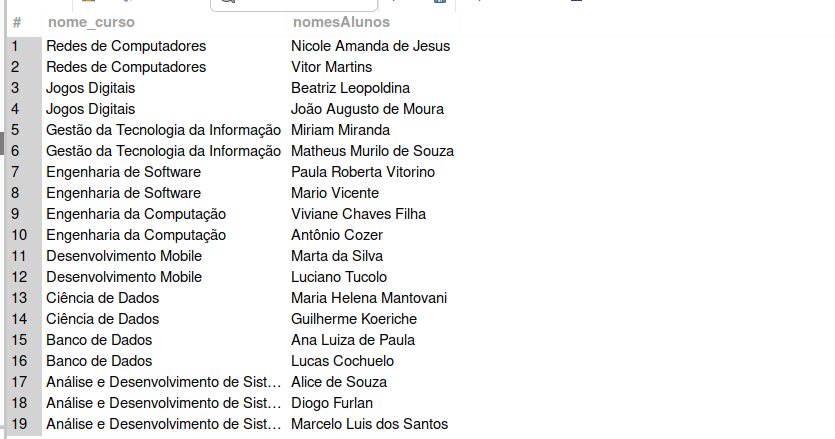 # nome_curso nomesAlunos
1 Redes de Computadores Nicole Amanda de Jesus
2 Redes de Computadores Vitor Martins
3 Jogos Digitais Beatriz Leopoldina
4 Jogos Digitais João Augusto de Moura
5 Gestão da Tecnologia da Informação Miriam Miranda
6 Gestão da Tecnologia da Informação Matheus Murilo de Souza
7 Engenharia de Software Paula Roberta Vitorino
8 Engenharia de Software Mario Vicente
9 Engenharia da Computação Viviane Chaves Filha
10 Engenharia da Computação Antônio Cozer
11 Desenvolvimento Mobile Marta da Silva
12 Desenvolvimento Mobile Luciano Tucolo
13 Ciência de Dados Maria Helena Mantovani
14 Ciência de Dados Guilherme Koeriche
15 Banco de Dados Ana Luiza de Paula
16 Banco de Dados Lucas Cochuelo
17 Análise e Desenvolvimento de Sist... Alice de Souza
18 Análise e Desenvolvimento de Sist... Diogo Furlan
19 Análise e Desenvolvimento de Sist... Marcelo Luis dos Santos